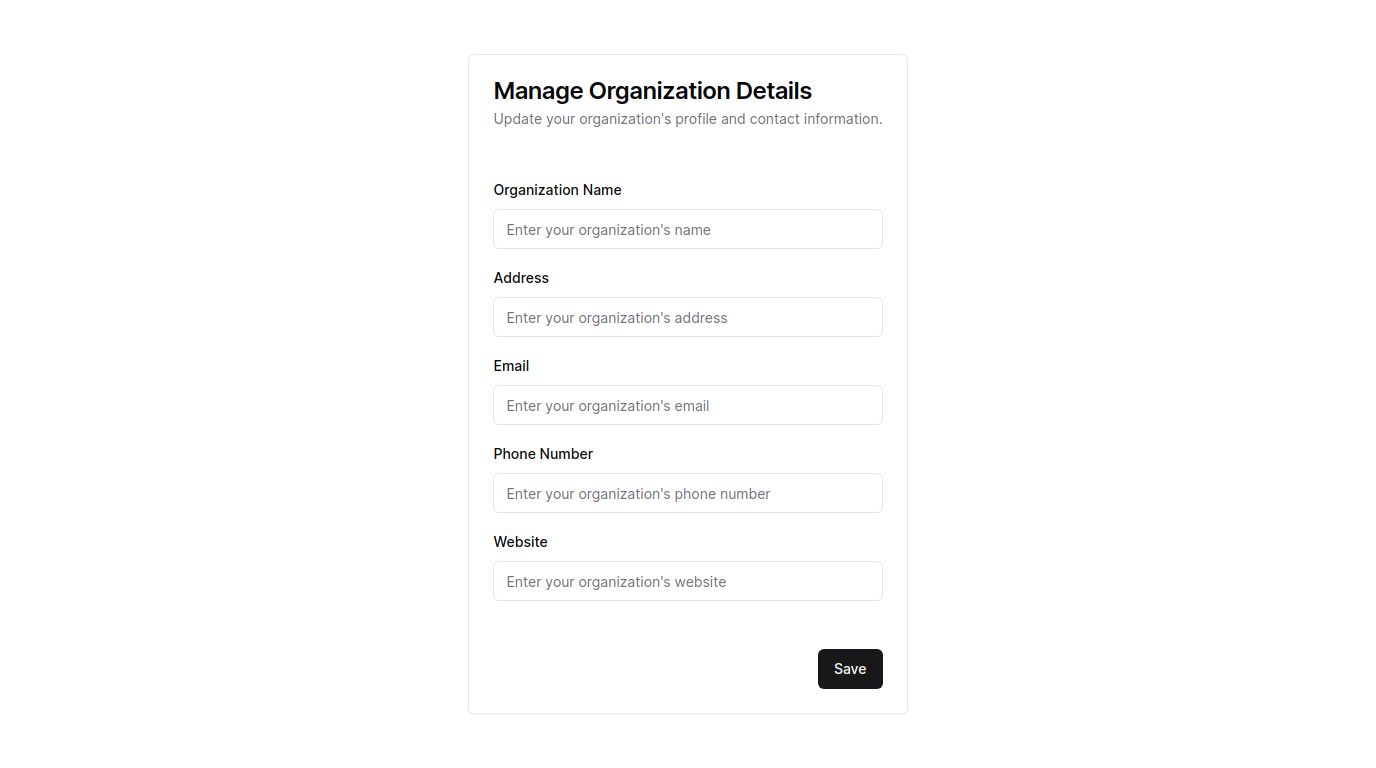 Manage Organization Details
Update your organization's profile and contact information.
Organization Name
Enter your organization's name
Address
Enter your organization's address
Email
Enter your organization's email
Phone Number
Enter your organization's phone number
Website
Enter your organization's website
Save